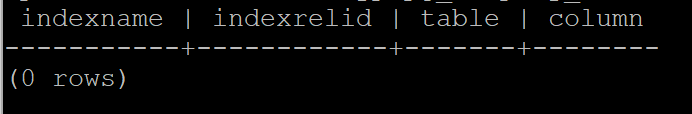 indexname | indexrelid | table | column
-----------+------------+-------+--------
(0 rows)